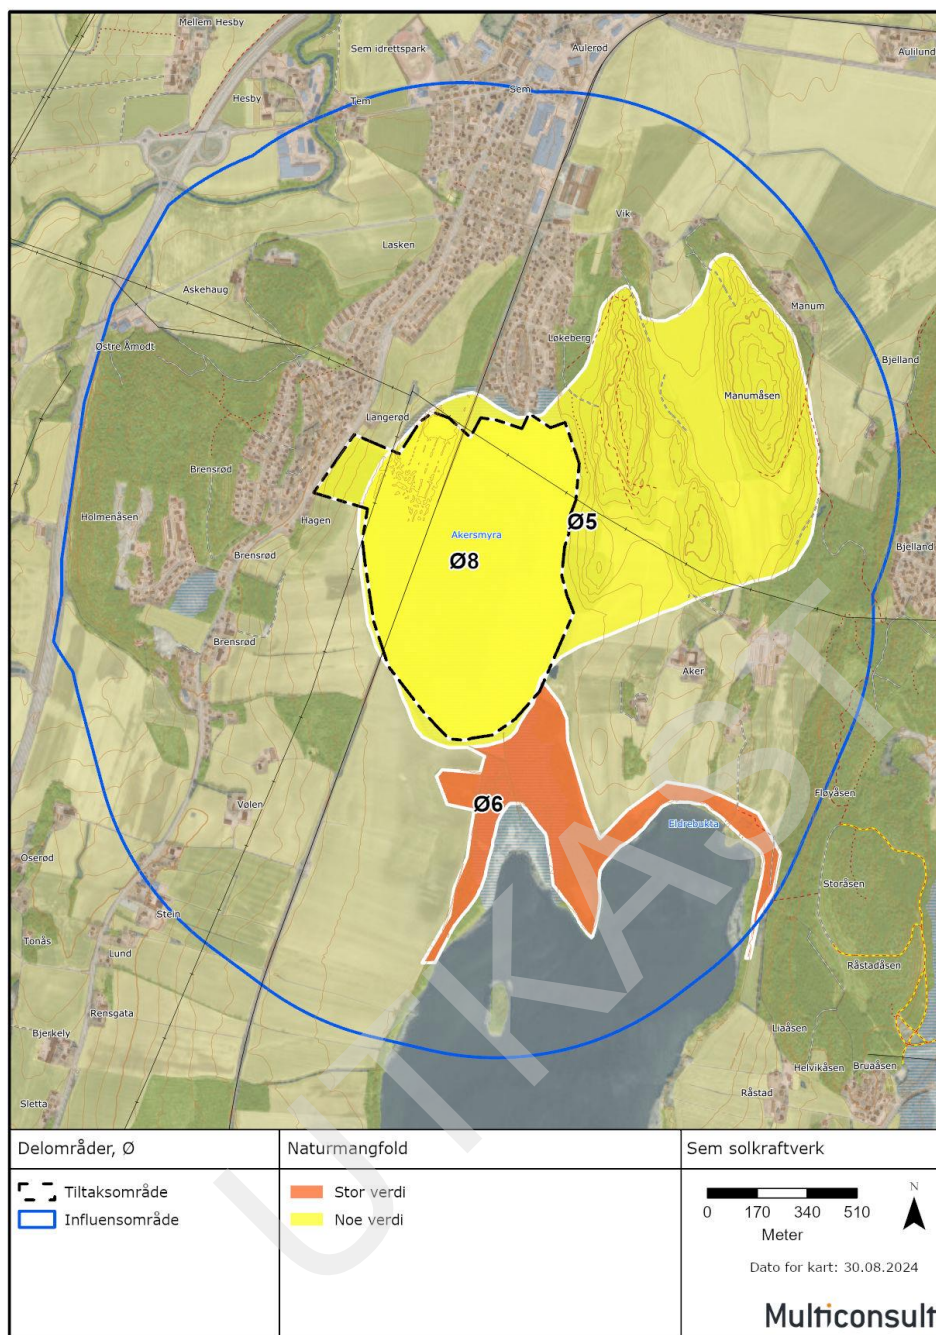 Mellem Hesby
Sem idrettspark
Aulerød
Aulilund
Hesby
Tem
Sem
Vik
Lasken
Askehaug
Manum
Østre Åmodt
Løkeberg
Bjelland
Manumåsen
Langerød
Brensrød
Holmenåsen
Hagen
Ø5
Akersmyra
Ø8
Bjelland
Brensrød
Brensrød
Aker
Fløyåsen
Vølen
Ø6
Eidrebukta
Oserød
Storåsen
Stein
Tonås
Lund
Råstadåsen
Rensgata
Bjerkely
Liaåsen
Helvikåsen
Bruaåsen
Råstad
Sletta
UTKAST
Delområder, Ø
Tiltaksområde
Influensområde
Naturmangfold
Stor verdi
Noe verdi
Sem solkraftverk
N
0 170 340 510
Meter
Dato for kart: 30.08.2024
Multiconsult